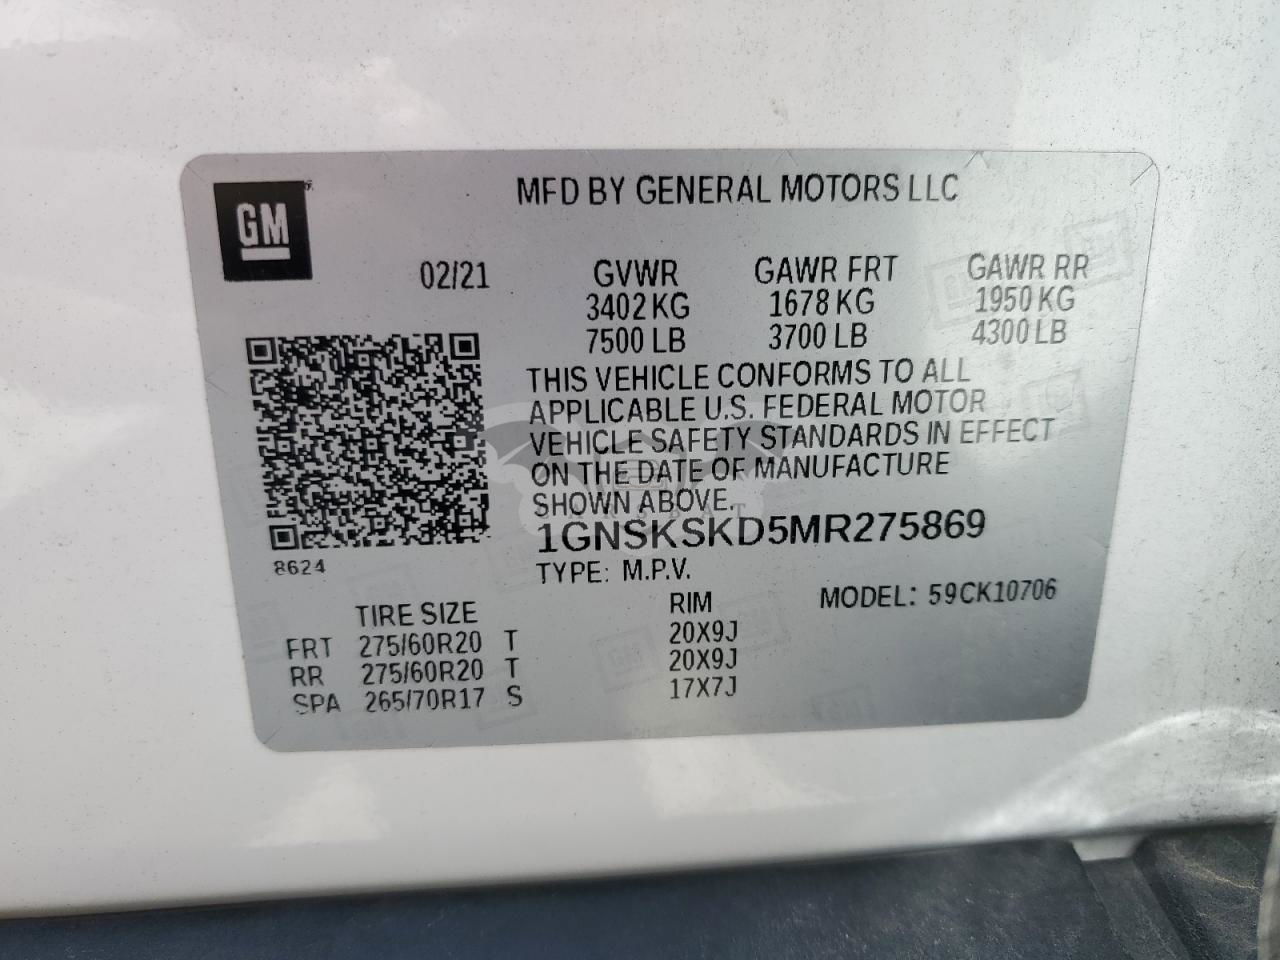 GM
MFD BY GENERAL MOTORS LLC
02/21 GVWR GAWR FRT GAWR RR
3402 KG 1678 KG 1950 KG
7500 LB 3700 LB 4300 LB
THIS VEHICLE CONFORMS TO ALL
APPLICABLE U.S. FEDERAL MOTOR
VEHICLE SAFETY STANDARDS IN EFFECT
ON THE DATE OF MANUFACTURE
SHOWN ABOVE.
1GNSKSKD5MR275869
8624
TYPE: M.P.V.
MODEL: 59CK10706
TIRE SIZE RIM
FRT 275/60R20 T 20X9J
RR 275/60R20 T 20X9J
SPA 265/70R17 S 17X7J